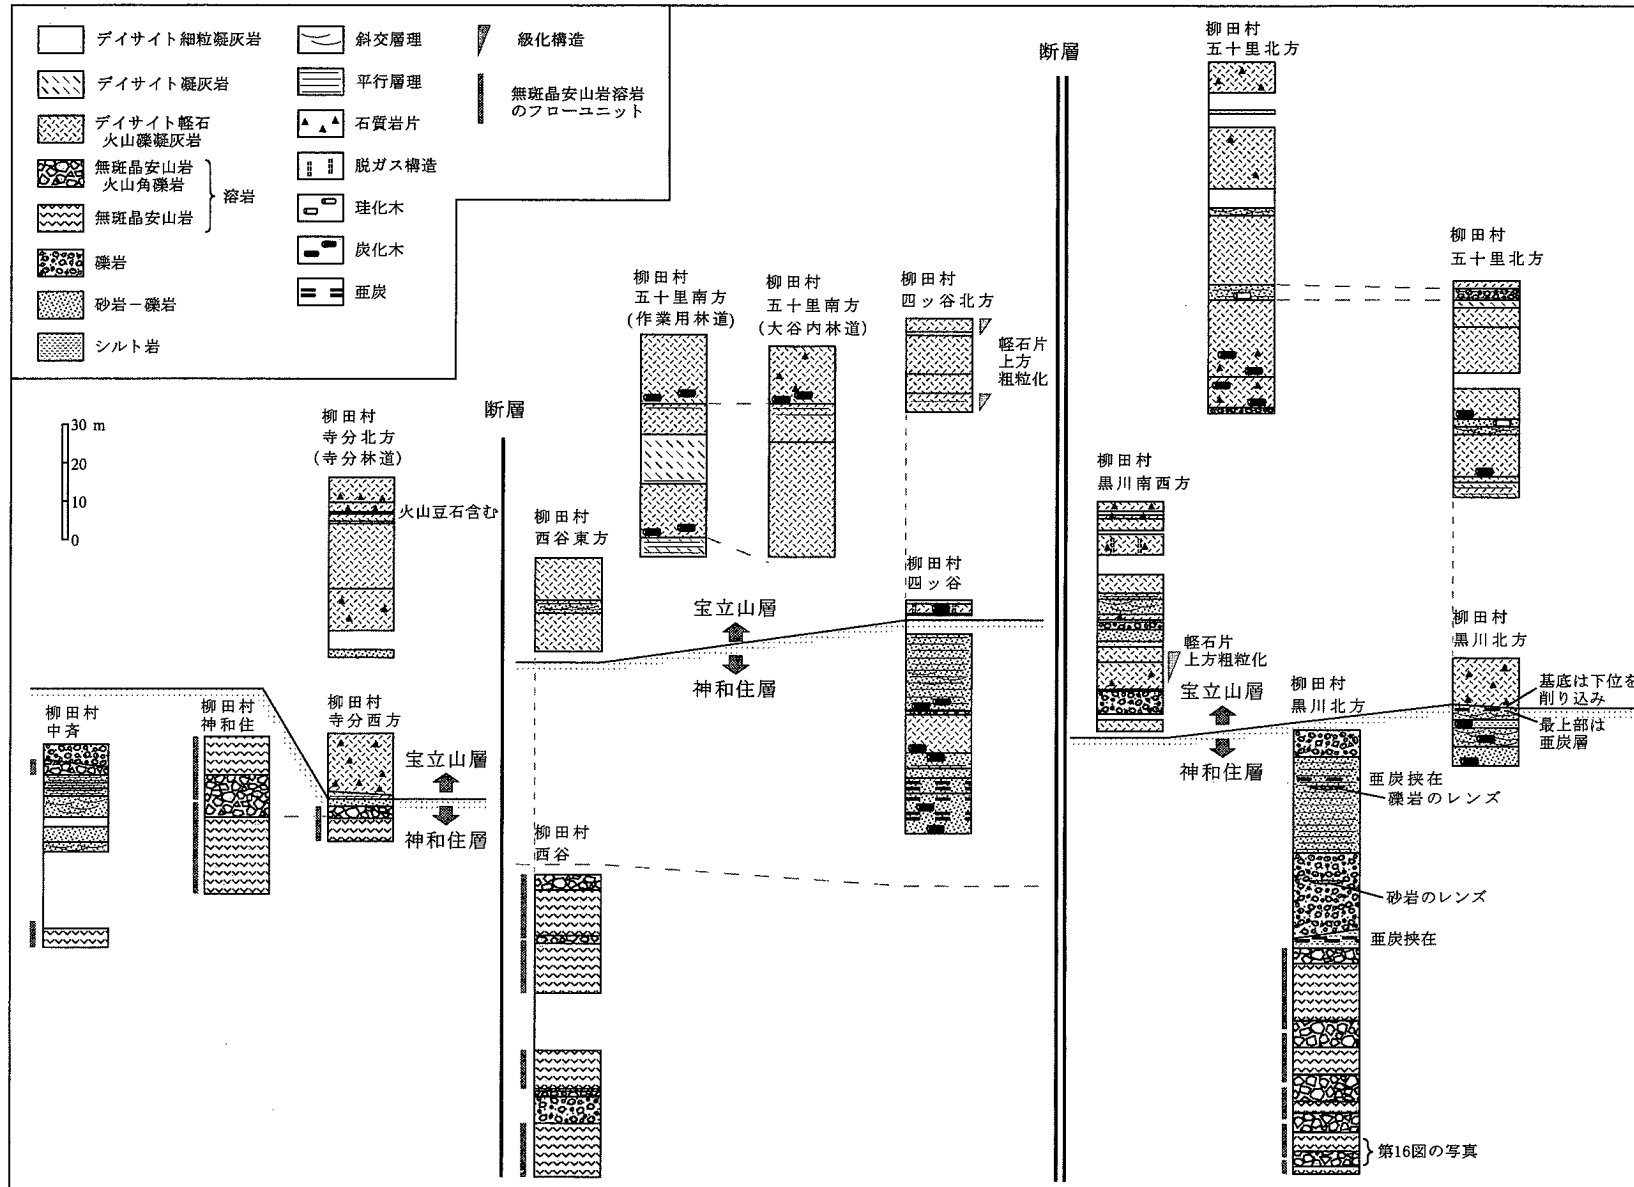 デイサイト細粒凝灰岩
デイサイト凝灰岩
デイサイト軽石
火山礫凝灰岩
無斑晶安山岩
火山角礫岩
無斑晶安山岩
溶岩
礫岩
砂岩－礫岩
シルト岩
斜交層理
平行層理
石質岩片
脱ガス構造
珪化木
炭化木
亜炭
級化構造
無斑晶安山岩溶岩
のフローユニット
30 m
20
10
0
柳田村
中斉
柳田村
神和住
柳田村
寺分北方
(寺分林道)
火山豆石含む
柳田村
寺分西方
宝立山層
神和住層
断層
柳田村
西谷東方
柳田村
西谷
柳田村
五十里南方
(作業用林道)
柳田村
五十里南方
(大谷内林道)
柳田村
四ッ谷北方
軽石片
上方
粗粒化
柳田村
四ッ谷
宝立山層
神和住層
断層
柳田村
五十里北方
柳田村
五十里北方
柳田村
黒川南西方
軽石片
上方粗粒化
宝立山層
神和住層
柳田村
黒川北方
柳田村
黒川北方
基底は下位を
削り込み
最上部は
亜炭層
亜炭挟在
礫岩のレンズ
砂岩のレンズ
亜炭挟在
第16図の写真